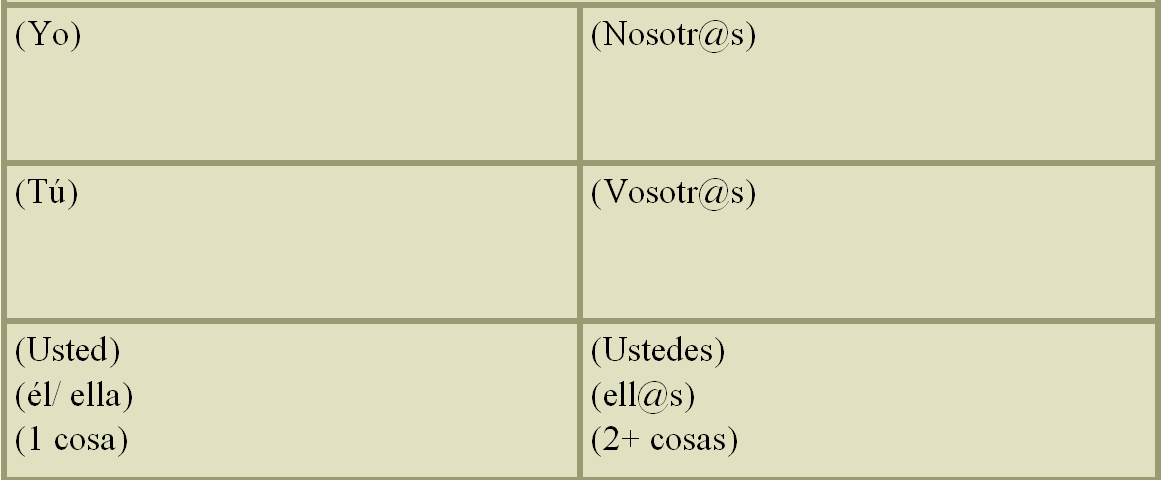 (Yo)
(Nosotr@s)
(Tú)
(Vosotr@s)
(Usted)
(él/ ella)
(1 cosa)
(Ustedes)
(ell@s)
(2+ cosas)